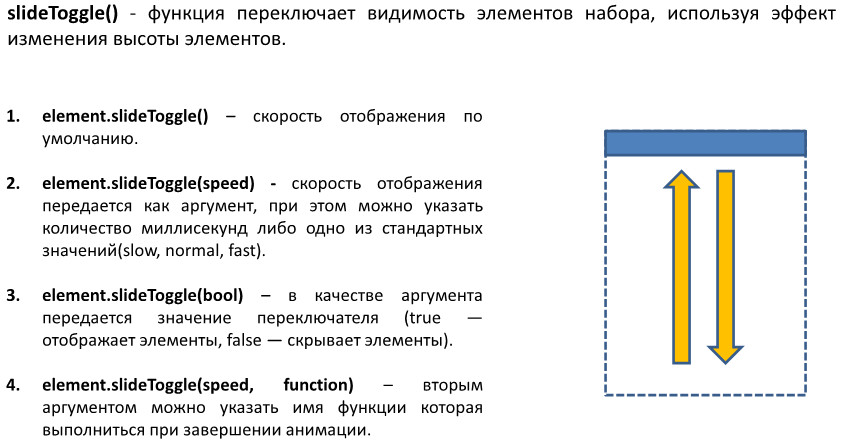 slideToggle() - функция переключает видимость элементов набора, используя эффект
изменения высоты элементов.
1. element.slideToggle() – скорость отображения по
умолчанию.
2. element.slideToggle(speed) - скорость отображения
передается как аргумент, при этом можно указать
количество миллисекунд либо одно из стандартных
значений(slow, normal, fast).
3. element.slideToggle(bool) – в качестве аргумента
передается значение переключателя (true —
отображает элементы, false — скрывает элементы).
4. element.slideToggle(speed, function) – вторым
аргументом можно указать имя функции которая
выполниться при завершении анимации.